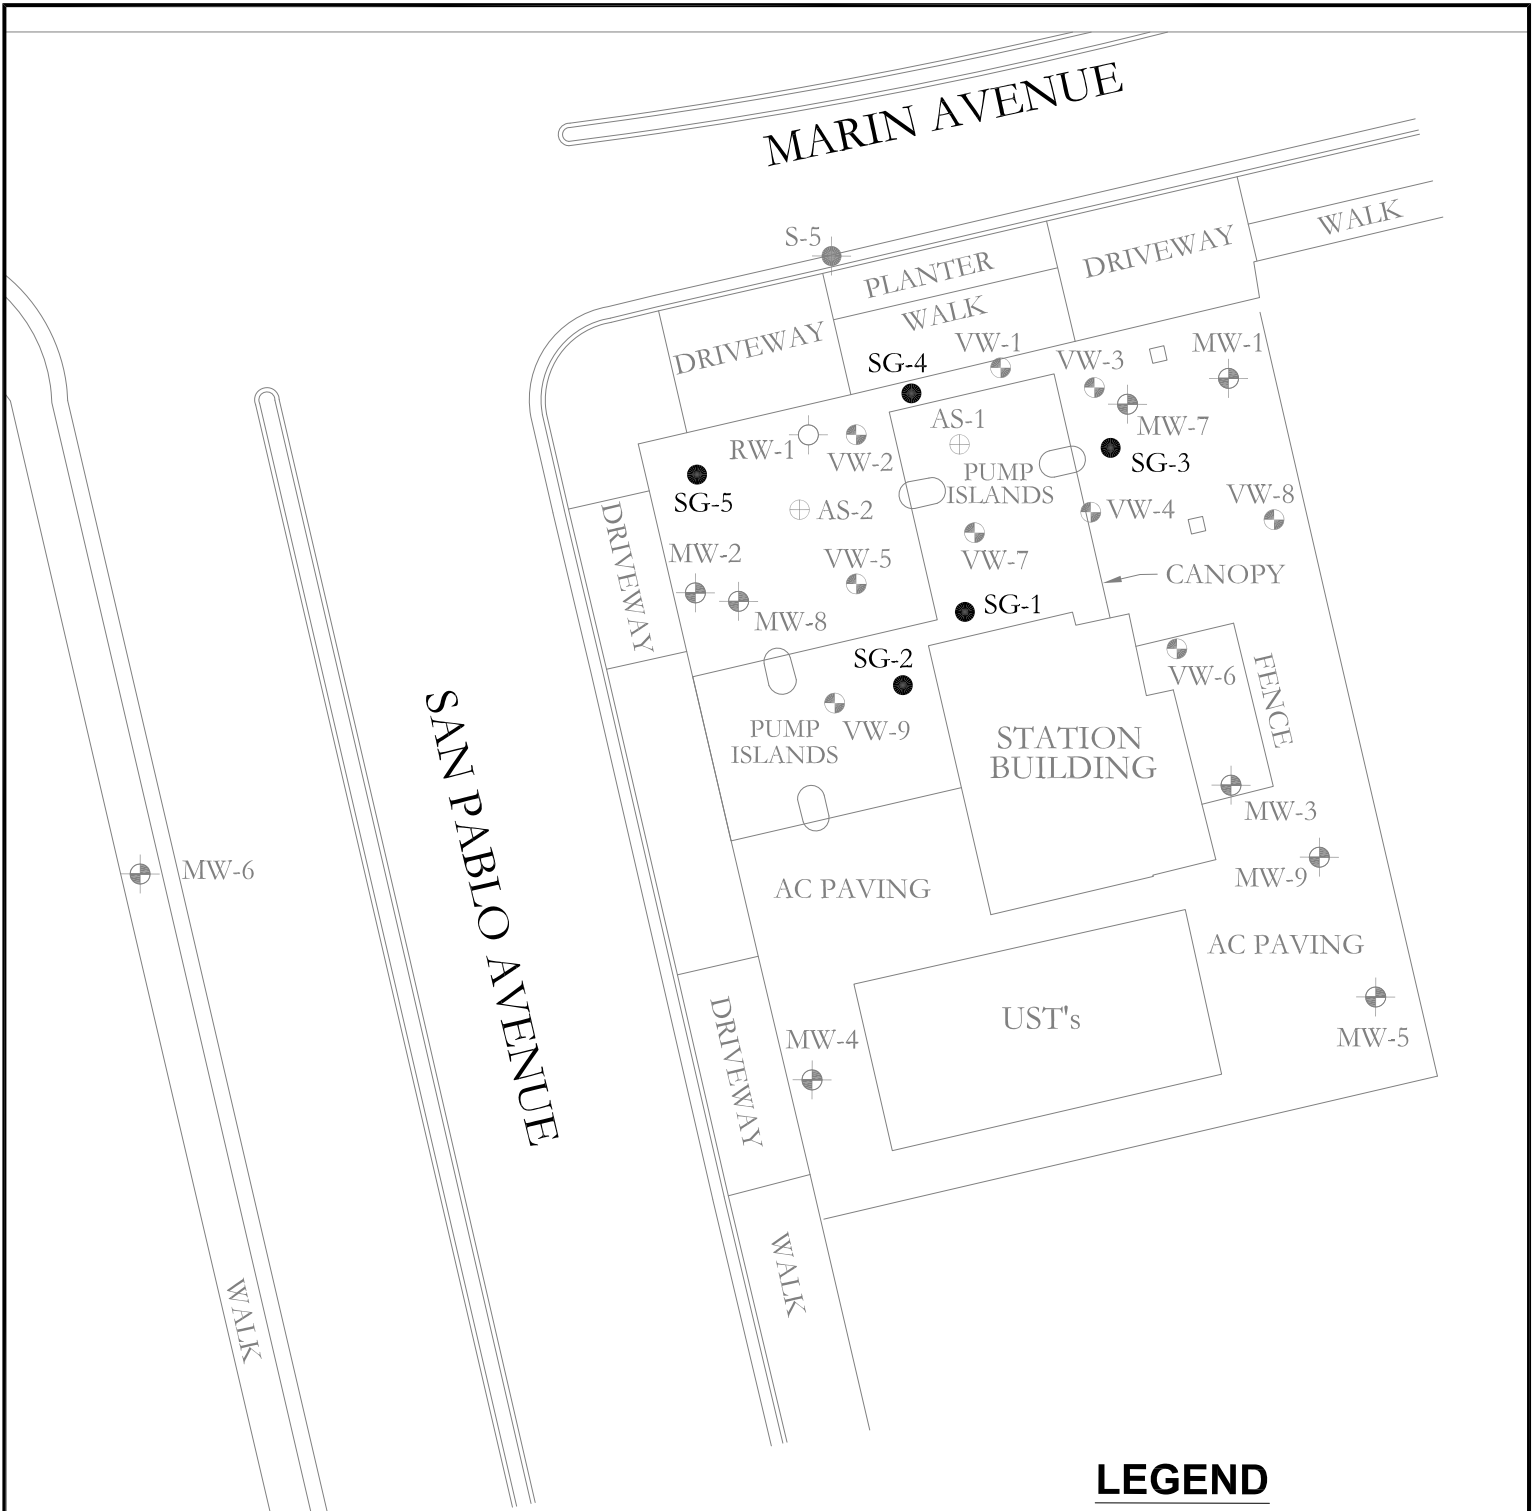 MARIN AVENUE
S-5
PLANTER
DRIVEWAY
WALK
DRIVEWAY
WALK
VW-1
VW-3
MW-1
SG-4
AS-1
MW-7
RW-1
VW-2
SG-3
PUMP
ISLANDS
SG-5
AS-2
VW-4
VW-8
DRIVEWAY
MW-2
VW-5
VW-7
CANOPY
MW-8
SG-1
SG-2
VW-6
FENCE
VW-9
PUMP
ISLANDS
STATION
BUILDING
MW-3
SAN PABLO AVENUE
MW-6
MW-9
AC PAVING
AC PAVING
UST's
MW-4
MW-5
DRIVEWAY
WALK
WALK
LEGEND